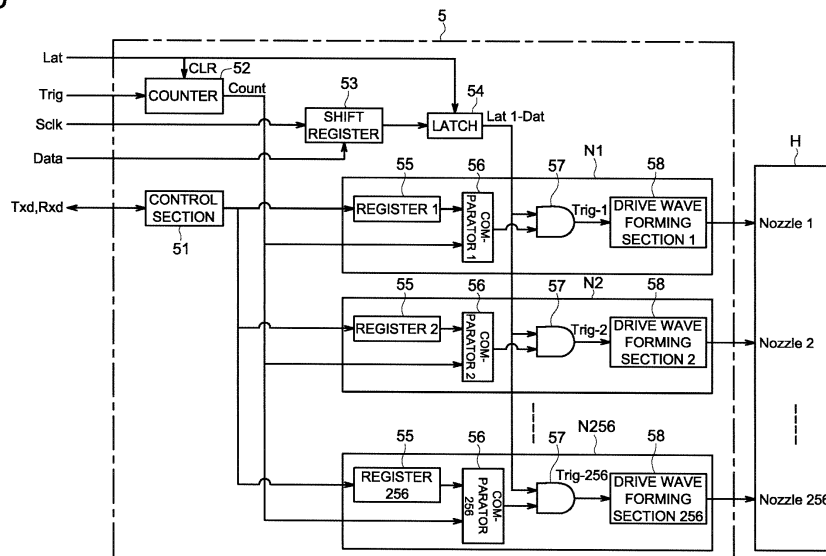 5
Lat
CLR
52
Trig
COUNTER
Count
53
54
Sclk
SHIFT
REGISTER
LATCH
Lat 1-Dat
Data
Txd,Rxd
CONTROL
SECTION
51
N1
H
55
56
57
58
REGISTER 1
COM-
PARATOR 1
Trig-1
DRIVE WAVE
FORMING
SECTION 1
Nozzle 1
N2
55
56
57
58
REGISTER 2
COM-
PARATOR 2
Trig-2
DRIVE WAVE
FORMING
SECTION 2
Nozzle 2
N256
55
56
57
58
REGISTER
256
COM-
PARATOR
256
Trig-256
DRIVE WAVE
FORMING
SECTION 256
Nozzle 256